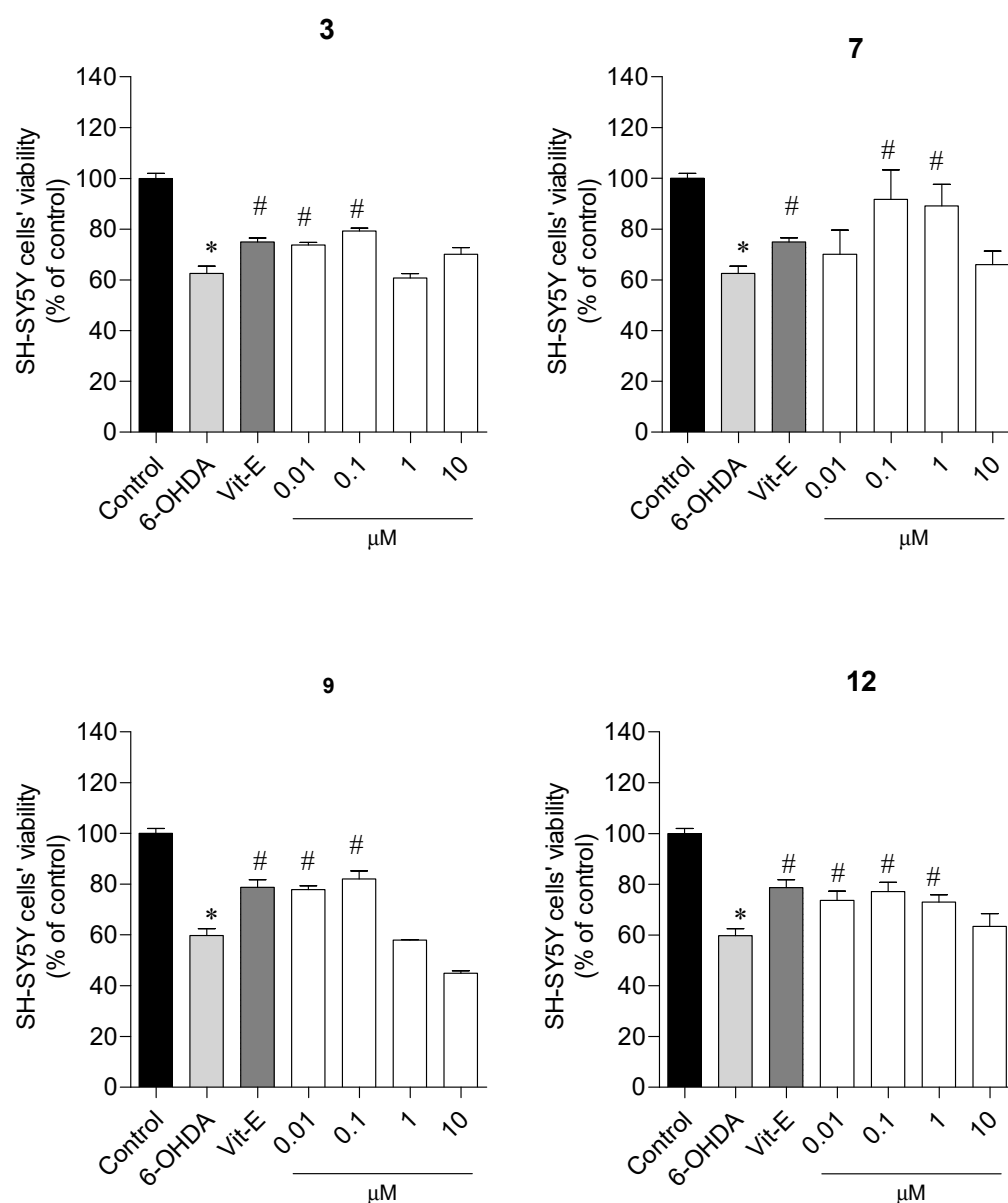 3
140
120
100
80
60
40
20
0
SH-SY5Y cells' viability
(% of control)
*
#
#
#
Control
6-OHDA
Vit-E
0.01
0.1
1
10
μM
7
140
120
100
80
60
40
20
0
SH-SY5Y cells' viability
(% of control)
*
#
#
#
Control
6-OHDA
Vit-E
0.01
0.1
1
10
μM
9
140
120
100
80
60
40
20
0
SH-SY5Y cells' viability
(% of control)
*
#
#
#
Control
6-OHDA
Vit-E
0.01
0.1
1
10
μM
12
140
120
100
80
60
40
20
0
SH-SY5Y cells' viability
(% of control)
*
#
#
#
#
Control
6-OHDA
Vit-E
0.01
0.1
1
10
μM